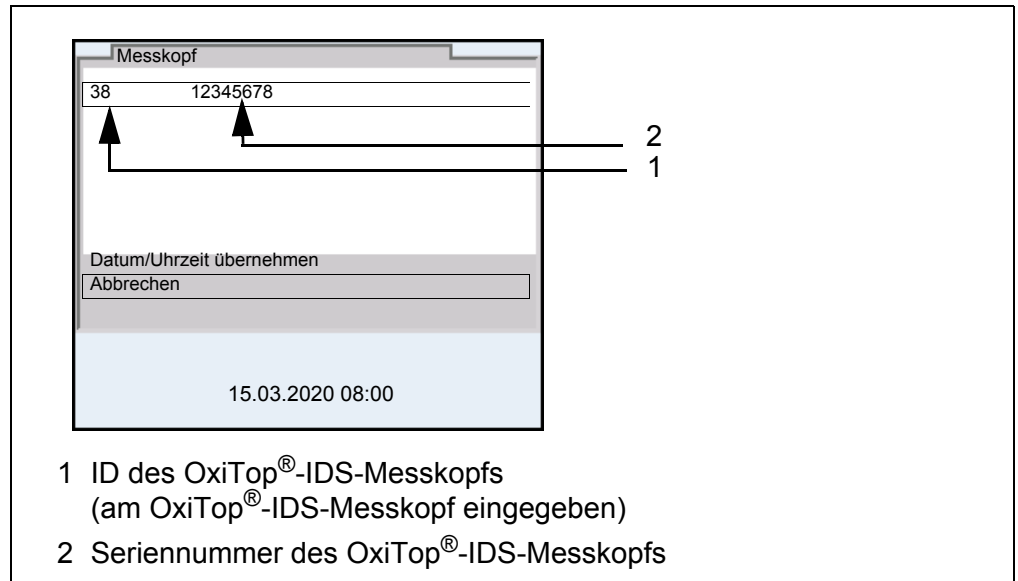 Messkopf
38 12345678
2
1
Datum/Uhrzeit übernehmen
Abbrechen
15.03.2020 08:00
1 ID des OxiTop®-IDS-Messkopfs
(am OxiTop®-IDS-Messkopf eingegeben)
2 Seriennummer des OxiTop®-IDS-Messkopfs